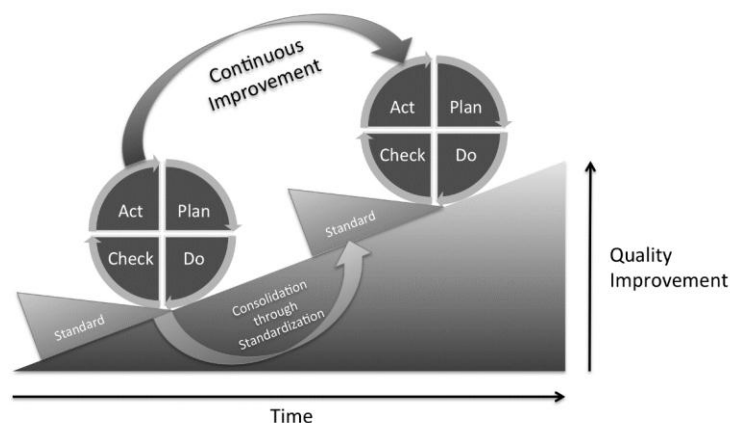 Continuous
Improvement
Act
Plan
Check
Do
Act
Plan
Check
Do
Standard
Standard
Consolidation
through
Standardization
Quality
Improvement
Time